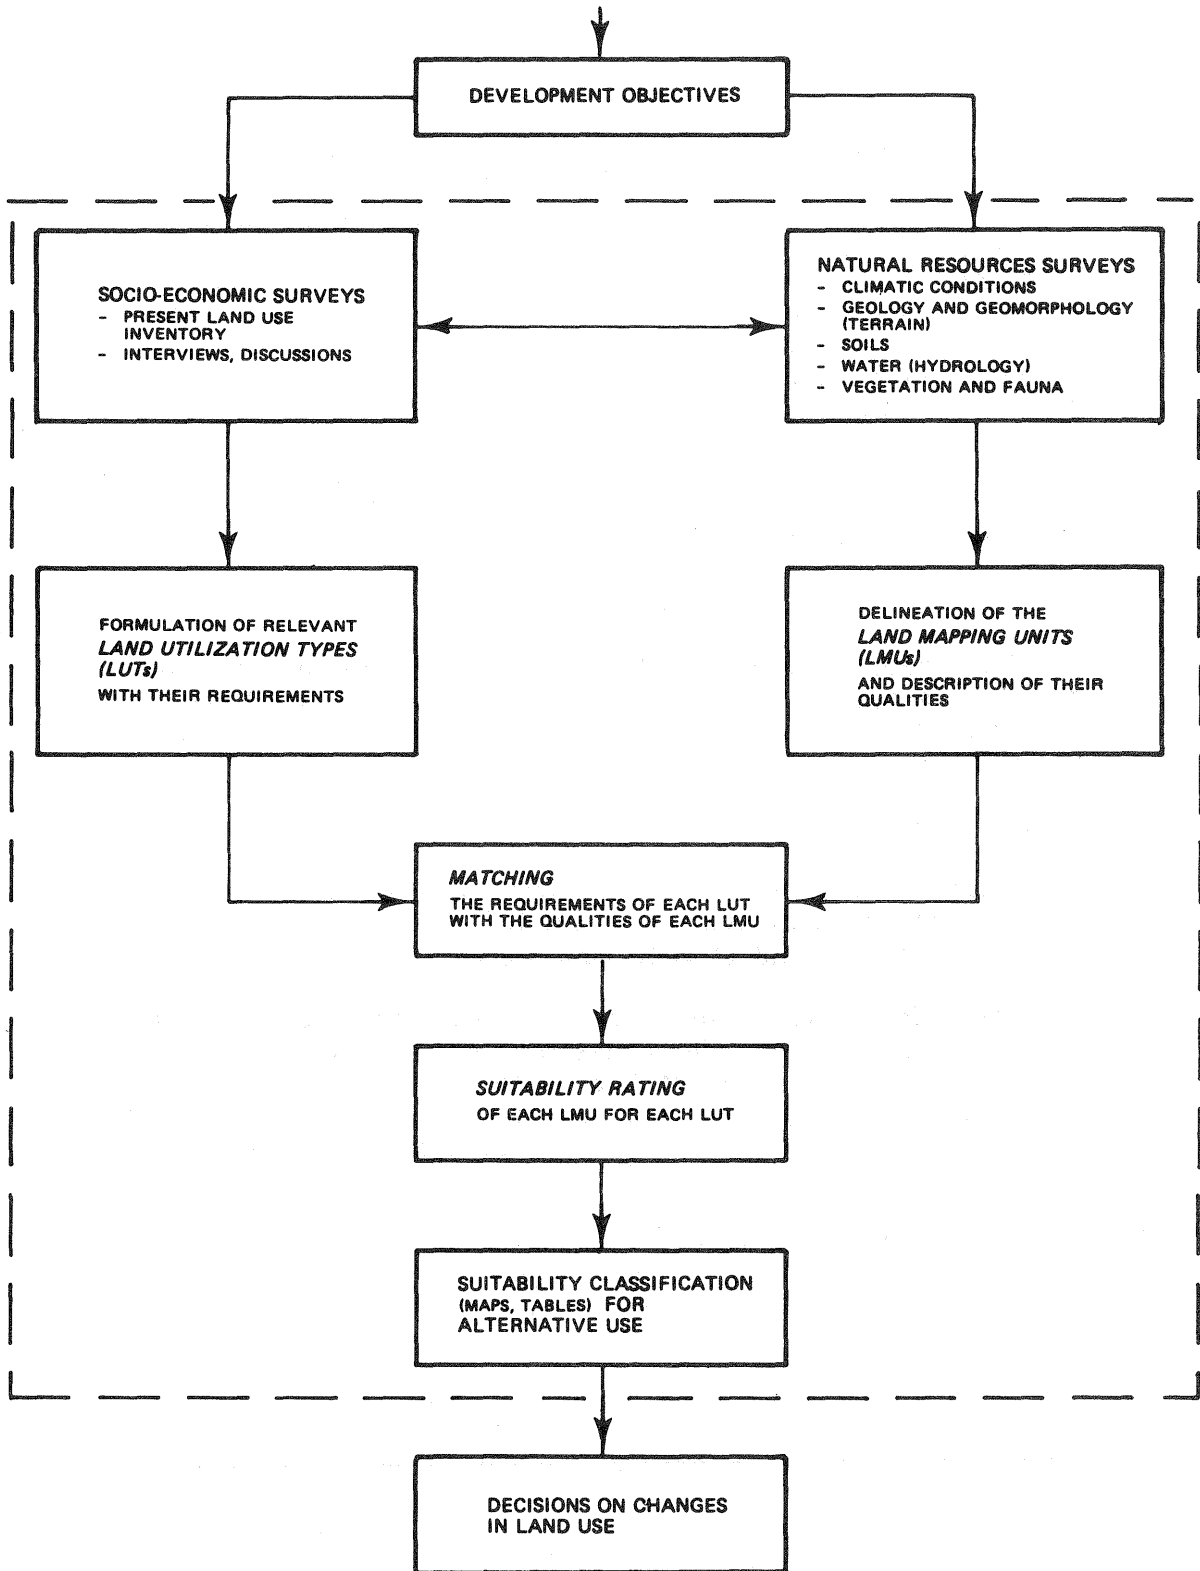 DEVELOPMENT OBJECTIVES
SOCIO-ECONOMIC SURVEYS
- PRESENT LAND USE
INVENTORY
- INTERVIEWS, DISCUSSIONS
NATURAL RESOURCES SURVEYS
- CLIMATIC CONDITIONS
- GEOLOGY AND GEOMORPHOLOGY
(TERRAIN)
- SOILS
- WATER (HYDROLOGY)
- VEGETATION AND FAUNA
FORMULATION OF RELEVANT
LAND UTILIZATION TYPES
(LUTs)
WITH THEIR REQUIREMENTS
DELINEATION OF THE
LAND MAPPING UNITS
(LMUs)
AND DESCRIPTION OF THEIR
QUALITIES
MATCHING
THE REQUIREMENTS OF EACH LUT
WITH THE QUALITIES OF EACH LMU
SUITABILITY RATING
OF EACH LMU FOR EACH LUT
SUITABILITY CLASSIFICATION
(MAPS, TABLES) FOR
ALTERNATIVE USE
DECISIONS ON CHANGES
IN LAND USE